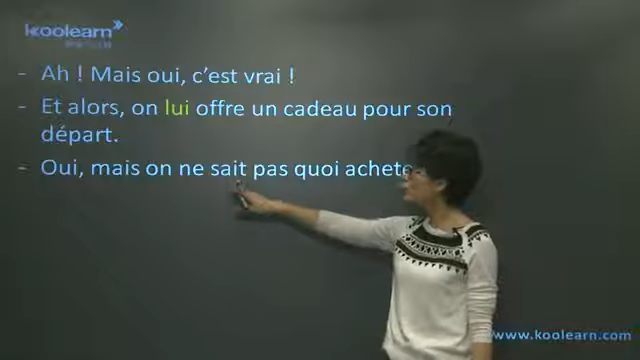 koolearn
- Ah ! Mais oui, c'est vrai !
- Et alors, on lui offre un cadeau pour son
départ.
- Oui, mais on ne sait pas quoi achete
www.koolearn.com